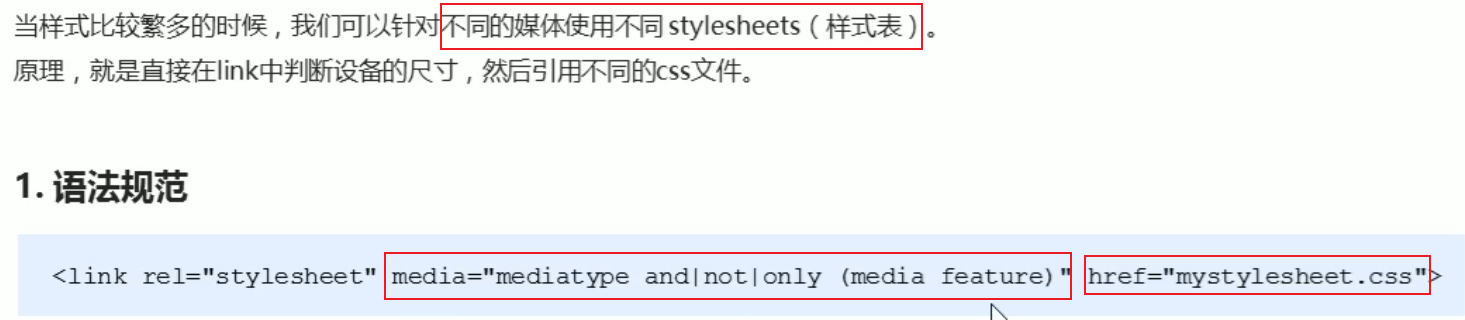 当样式比较繁多的时候，我们可以针对不同的媒体使用不同 stylesheets（样式表）。
原理，就是直接在link中判断设备的尺寸，然后引用不同的css文件。
1. 语法规范
<link rel="stylesheet" media="mediatype and|not|only (media feature)" href="mystylesheet.css">